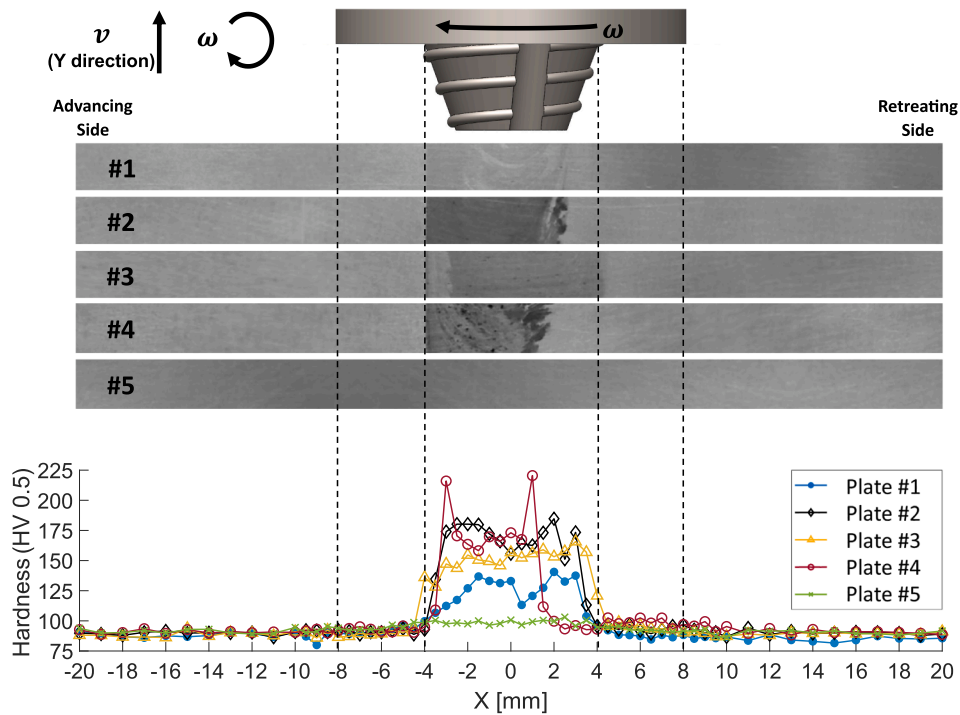 v
(Y direction)
ω
ω
Advancing
Side
Retreating
Side
#1
#2
#3
#4
#5
Hardness (HV 0.5)
225
200
175
150
125
100
75
Plate #1
Plate #2
Plate #3
Plate #4
Plate #5
-20 -18 -16 -14 -12 -10 -8 -6 -4 -2 0 2 4 6 8 10 12 14 16 18 20
X [mm]